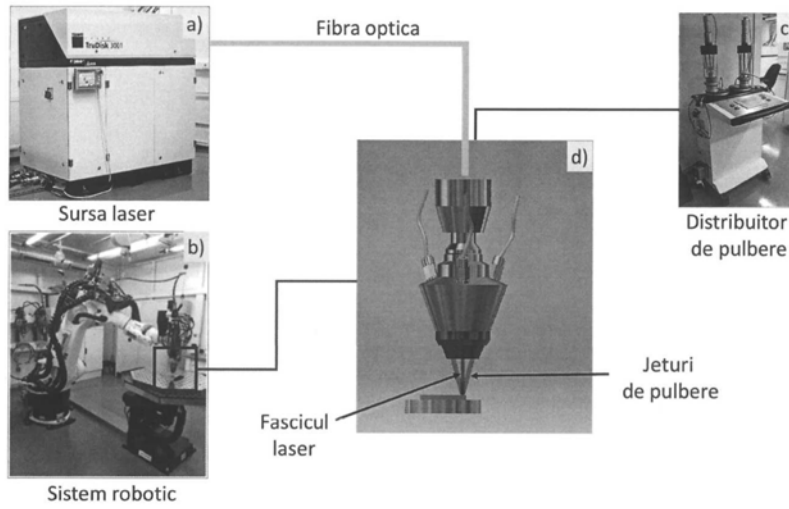 a)
TruDisk 3001
Sursa laser
Fibra optica
c
Distribuitor
de pulbere
b)
Sistem robotic
d)
Jeturi
de pulbere
Fascicul
laser